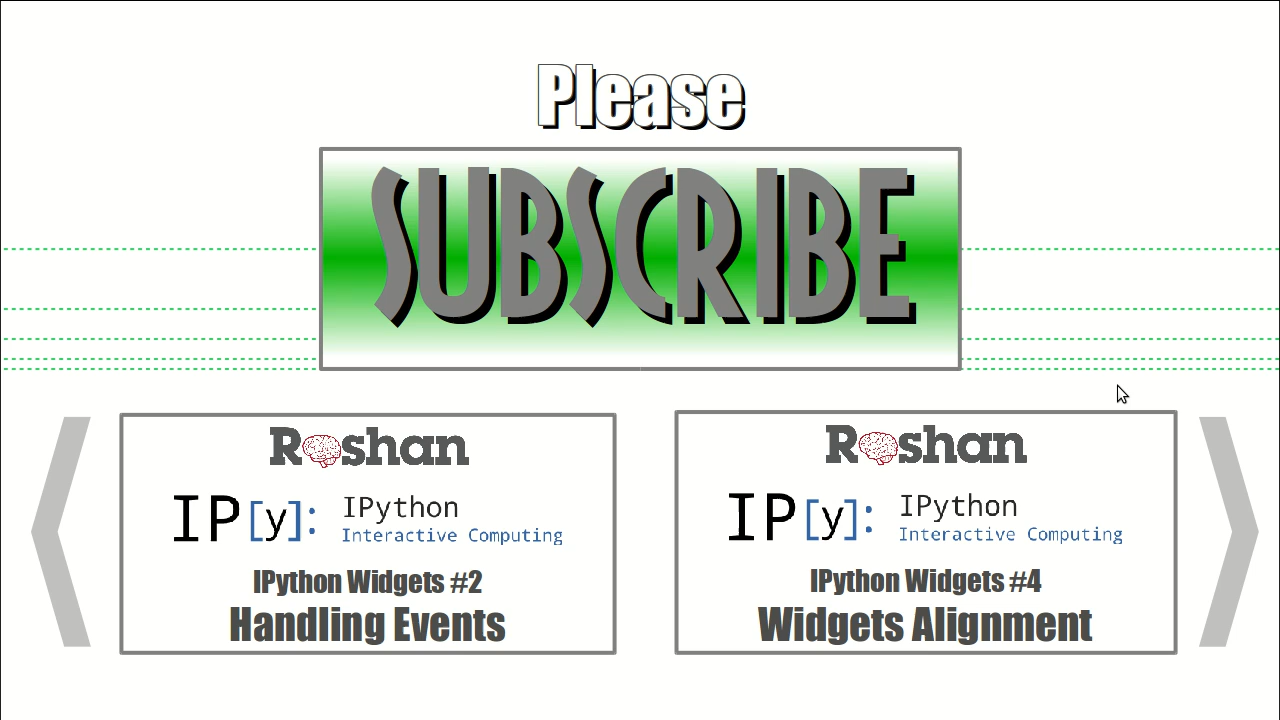 Please
SUBSCRIBE
Roshan
IP[y]: IPython
Interactive Computing
IPython Widgets #2
Handling Events
Roshan
IP[y]: IPython
Interactive Computing
IPython Widgets #4
Widgets Alignment